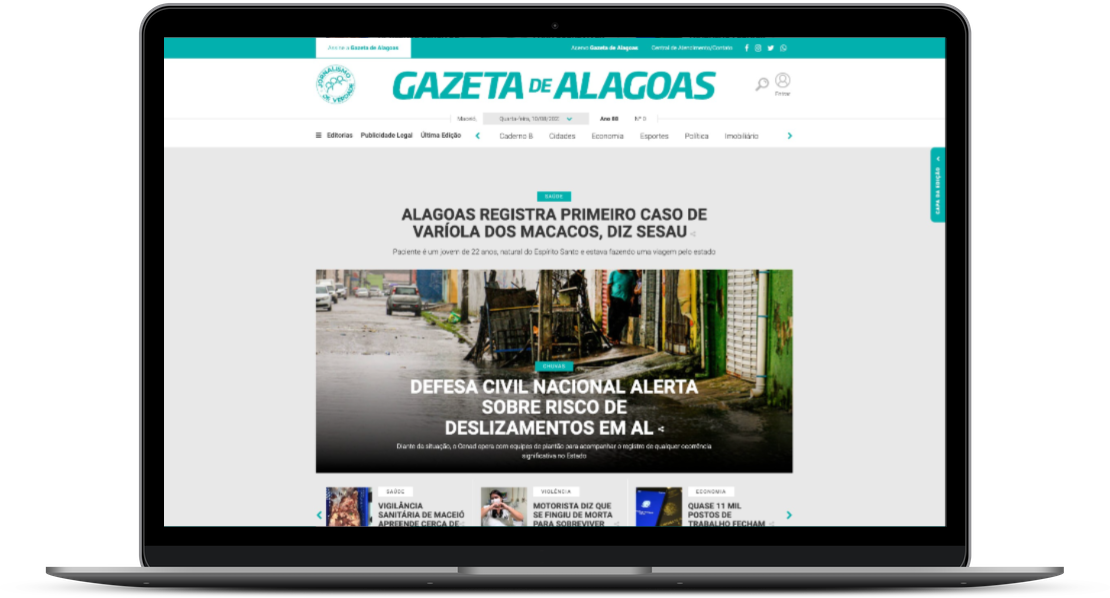 Assine a Gazeta de Alagoas
Acervo Gazeta de Alagoas Central de Atendimento/Contato
JORNALISMO
DE VERDADE
GAZETA DE ALAGOAS
Entrar
Maceió, Quarta-feira, Ano 88 Nº 0
Editorias Publicidade Legal Última Edição Caderno B Cidades Economia Esportes Política Imobiliário
CAPA DA EDIÇÃO
SAÚDE
ALAGOAS REGISTRA PRIMEIRO CASO DE
VARÍOLA DOS MACACOS, DIZ SESAU
Paciente é um jovem de 22 anos, natural do Espírito Santo e estava fazendo uma viagem pelo estado
CHUVAS
DEFESA CIVIL NACIONAL ALERTA
SOBRE RISCO DE
DESLIZAMENTOS EM AL
Diante da situação, o Cenad opera com equipes de plantão para acompanhar o registro de qualquer ocorrência
significativa no Estado
SAÚDE
VIGILÂNCIA
SANITÁRIA DE MACEIÓ
APREENDE CERCA DE
VIOLÊNCIA
MOTORISTA DIZ QUE
SE FINGIU DE MORTA
PARA SOBREVIVER
ECONOMIA
QUASE 11 MIL
POSTOS DE
TRABALHO FECHAM